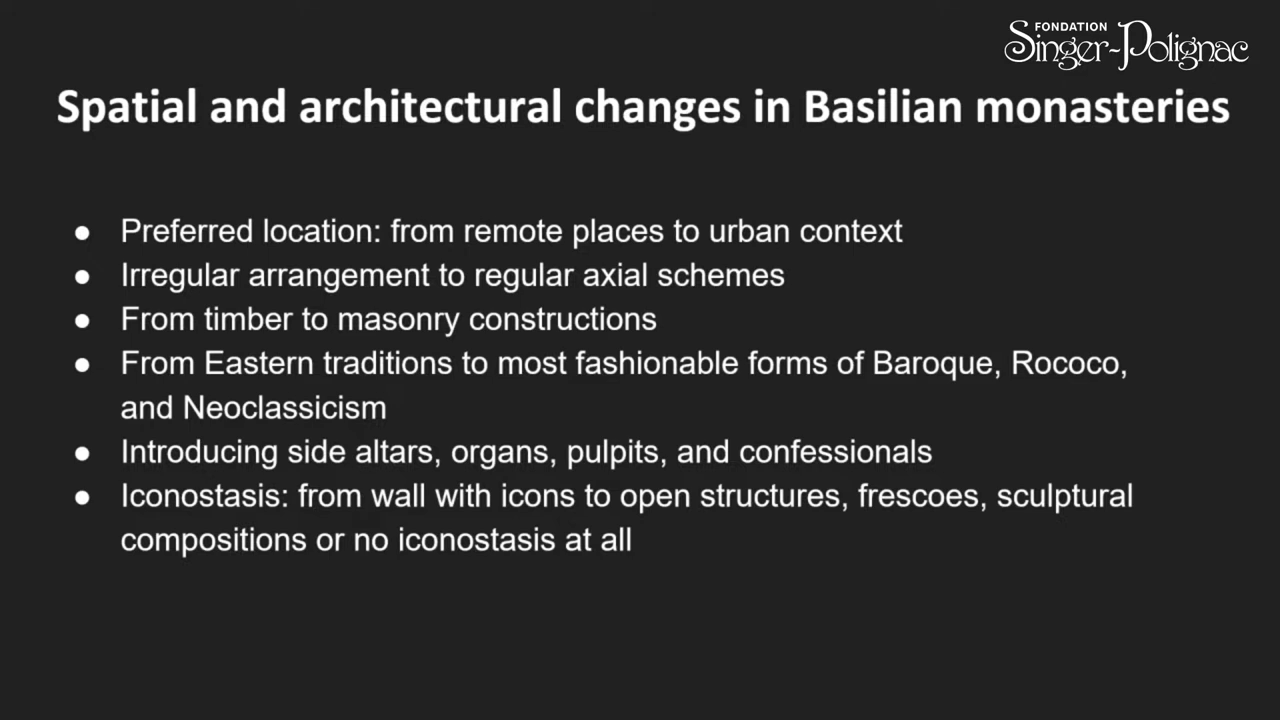 FONDATION
Singer-Polignac
Spatial and architectural changes in Basilian monasteries
● Preferred location: from remote places to urban context
● Irregular arrangement to regular axial schemes
● From timber to masonry constructions
● From Eastern traditions to most fashionable forms of Baroque, Rococo,
and Neoclassicism
● Introducing side altars, organs, pulpits, and confessionals
● Iconostasis: from wall with icons to open structures, frescoes, sculptural
compositions or no iconostasis at all